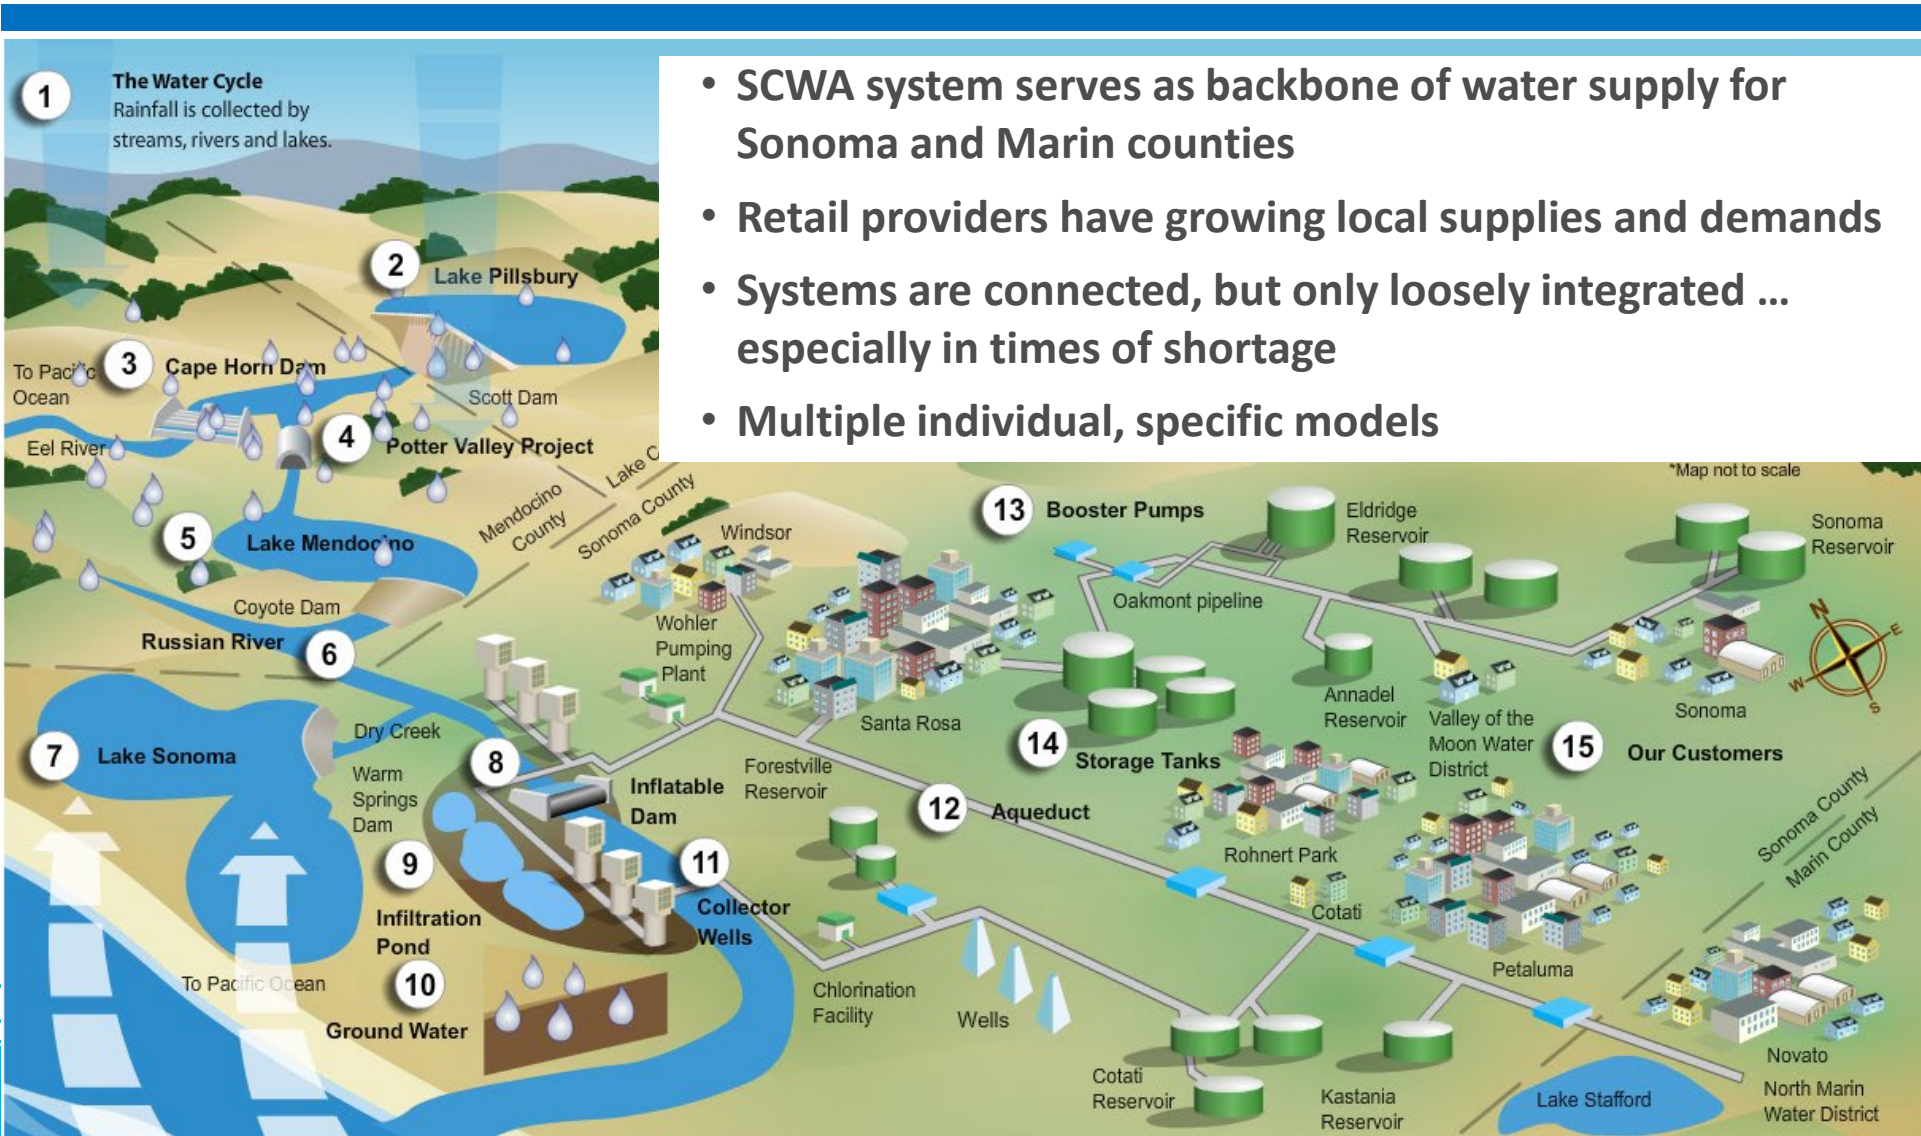 1
The Water Cycle
Rainfall is collected by
streams, rivers and lakes.
• SCWA system serves as backbone of water supply for
Sonoma and Marin counties
• Retail providers have growing local supplies and demands
• Systems are connected, but only loosely integrated ...
especially in times of shortage
• Multiple individual, specific models
2
Lake Pillsbury
3
Cape Horn Dam
To Pacific
Ocean
Scott Dam
Eel River
4
Potter Valley Project
Lake C
Mendocino
County
Sonoma County
*Map not to scale
5
Lake Mendocino
Coyote Dam
Russian River
6
Windsor
Wohler
Pumping
Plant
13
Booster Pumps
Eldridge
Reservoir
Sonoma
Reservoir
Oakmont pipeline
N
E
W
S
7
Lake Sonoma
Dry Creek
Warm
Springs
Dam
8
Inflatable
Dam
Santa Rosa
Forestville
Reservoir
14
Storage Tanks
Annadel
Reservoir
Valley of the
Moon Water
District
Sonoma
15
Our Customers
12
Aqueduct
Rohnert Park
Cotati
Sonoma County
Marin County
9
Infiltration
Pond
11
Collector
Wells
To Pacific Ocean
10
Ground Water
Chlorination
Facility
Wells
Petaluma
Cotati
Reservoir
Kastania
Reservoir
Lake Stafford
Novato
North Marin
Water District